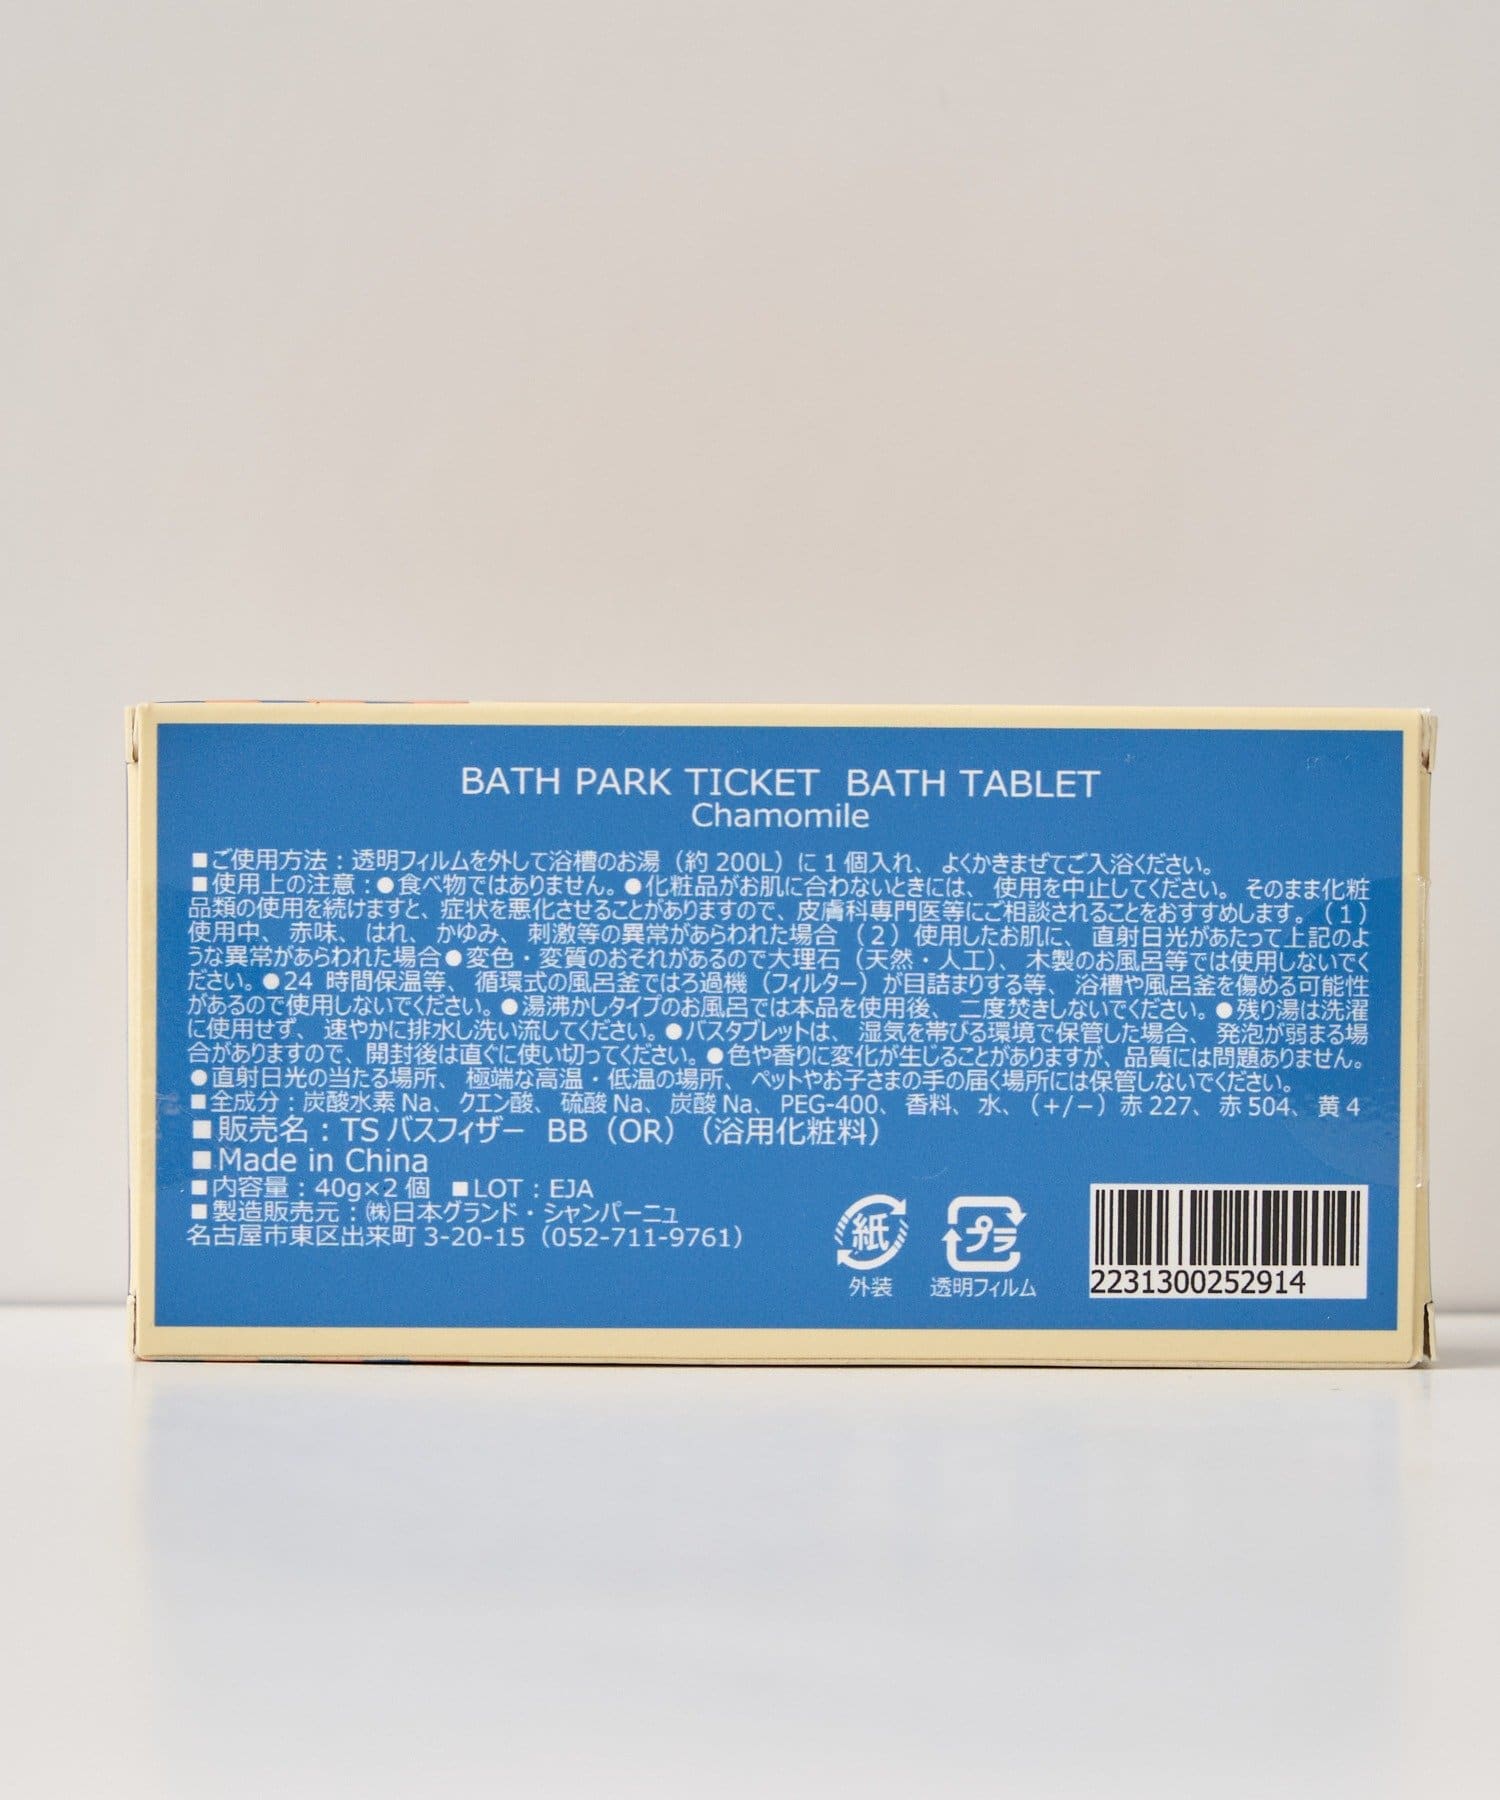 BATH PARK TICKET BATH TABLET
Chamomile
■ご使用方法：透明フィルムを外して浴槽のお湯（約200L）に1個入れ、よくかきまぜてご入浴ください。
■使用上の注意：●食べ物ではありません。●化粧品がお肌に合わないときには、使用を中止してください。そのまま化粧
品類の使用を続けますと、症状を悪化させることがありますので、皮膚科専門医等にご相談されることをおすすめします。（1）
使用中、赤味、はれ、かゆみ、刺激等の異常があらわれた場合（2）使用したお肌に、直射日光があたって上記のよ
うな異常があらわれた場合●変色・変質のおそれがあるので大理石（天然・人工）、木製のお風呂等では使用しないでく
ださい。●24時間保温等、循環式の風呂釜ではろ過機（フィルター）が目詰まりする等、浴槽や風呂釜を傷める可能性
があるので使用しないでください。●湯沸かしタイプのお風呂では本品を使用後、二度焚きしないでください。●残り湯は洗濯
に使用せず、速やかに排水し洗い流してください。●バスタブレットは、湿気を帯びる環境で保管した場合、発泡が弱まる場
合がありますので、開封後は直ぐに使い切ってください。●色や香りに変化が生じることがありますが、品質には問題ありません。
●直射日光の当たる場所、極端な高温・低温の場所、ペットやお子さまの手の届く場所には保管しないでください。
■全成分：炭酸水素Na、クエン酸、硫酸Na、炭酸Na、PEG-400、香料、水、（+/−）赤227、赤504、黄4
■販売名：TSバスフィザー BB（OR）（浴用化粧料）
■Made in China
■内容量：40g×2個 ■LOT：EJA
■製造販売元：㈱日本グランド・シャンパーニュ
名古屋市東区出来町3-20-15（052-711-9761）
紙
外装
プラ
透明フィルム
2231300252914